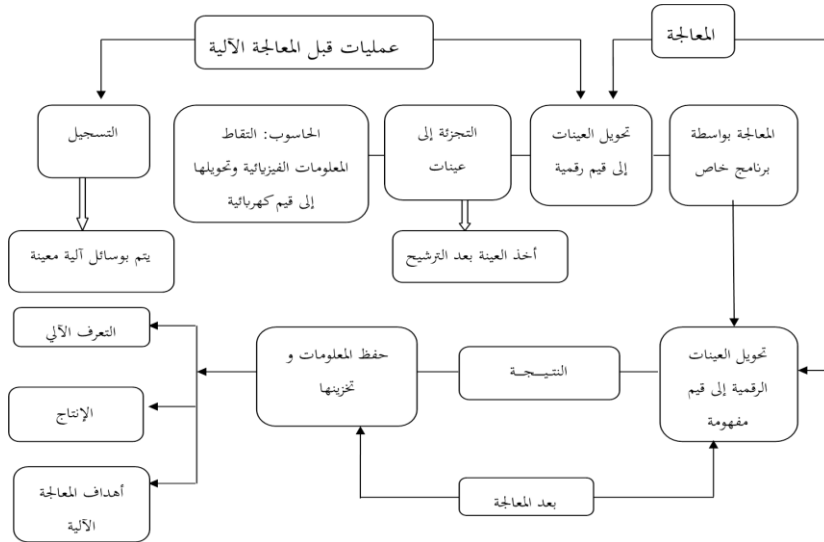 المعالجة
عمليات قبل المعالجة الآلية
المعالجة بواسطة
برنامج خاص
تحويل العينات
إلى قيم رقمية
التجزئة إلى
عينات
الحاسوب: التقاط
المعلومات الفيزيائية وتحويلها
إلى قيم كهربائية
التسجيل
أخذ العينة بعد الترشيح
يتم بوسائل آلية معينة
تحويل العينات
الرقمية إلى قيم
مفهومة
النتيـــجـــة
حفظ المعلومات و
تخزينها
التعرف الآلي
الإنتاج
أهداف المعالجة
الآلية
بعد المعالجة